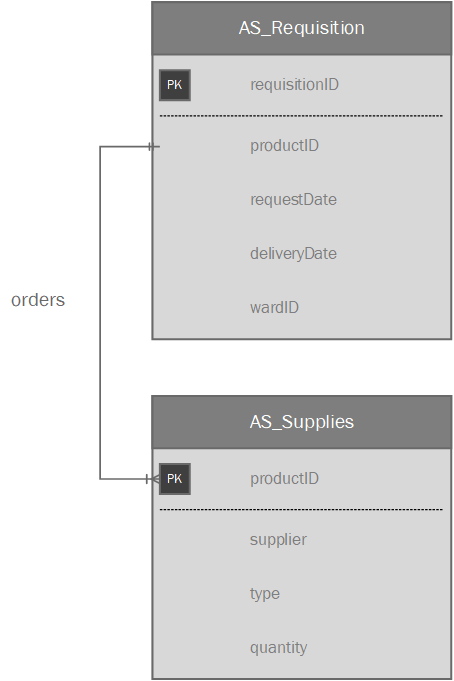 AS_Requisition
PK
requisitionID
productID
requestDate
deliveryDate
orders
wardID
AS_Supplies
PK
productID
supplier
type
quantity